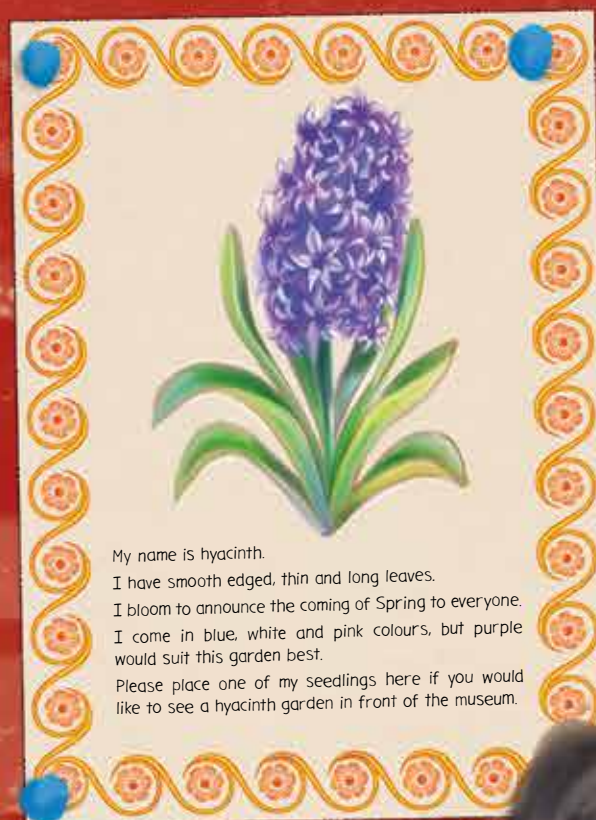 My name is hyacinth.
I have smooth edged, thin and long leaves.
I bloom to announce the coming of Spring to everyone.
I come in blue, white and pink colours, but purple
would suit this garden best.
Please place one of my seedlings here if you would
like to see a hyacinth garden in front of the museum.